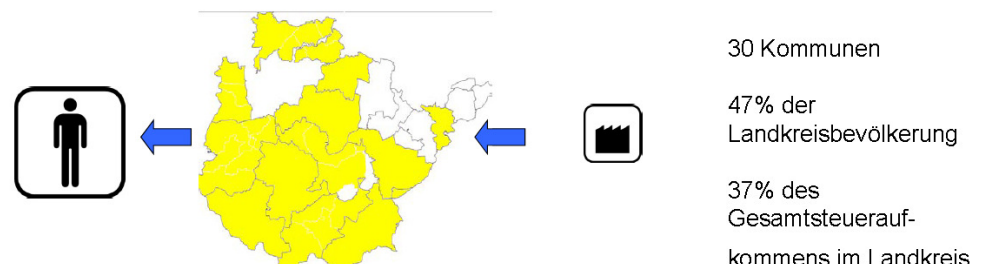 30 Kommunen
47% der
Landkreisbevölkerung
37% des
Gesamtsteuerauf-
kommens im Landkreis